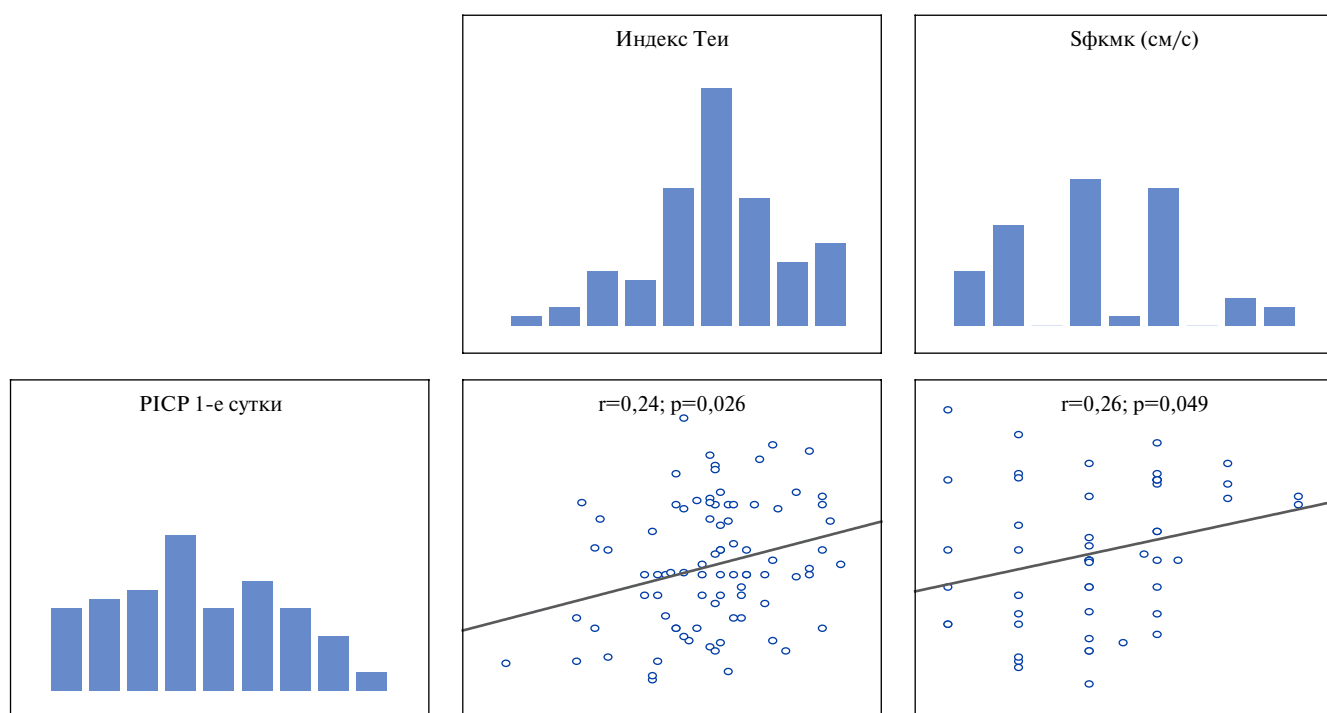 Индекс Теи
Sфкмк (см/с)
PICP 1-е сутки
r=0,24; p=0,026
r=0,26; p=0,049